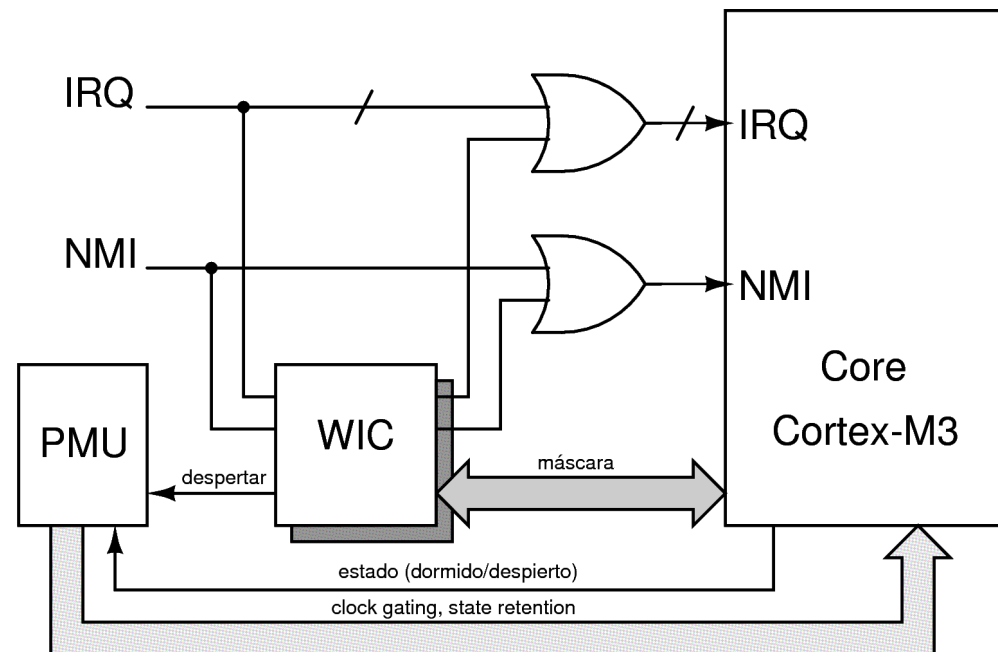 IRQ
IRQ
NMI
NMI
Core
Cortex-M3
PMU
WIC
despertar
máscara
estado (dormido/despierto)
clock gating, state retention